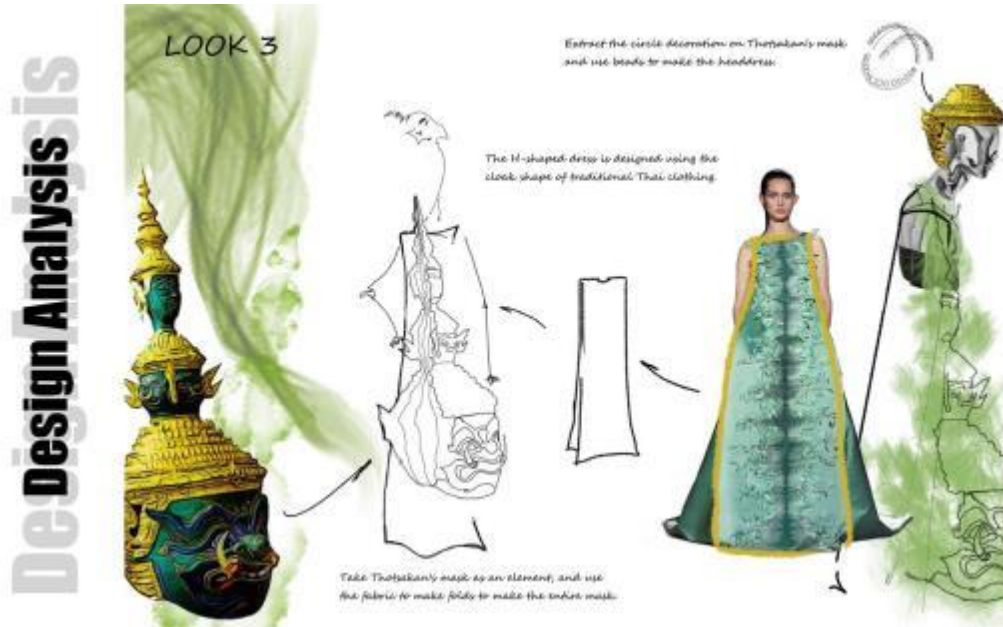 Design Analysis
LOOK 3
Extract the circle decoration on Thotsakan's mask
and use beads to make the headdress.
The H-shaped dress is designed using the
cloak shape of traditional Thai clothing.
Take Thotsakan's mask as an element, and use
the fabric to make folds to make the entire mask.